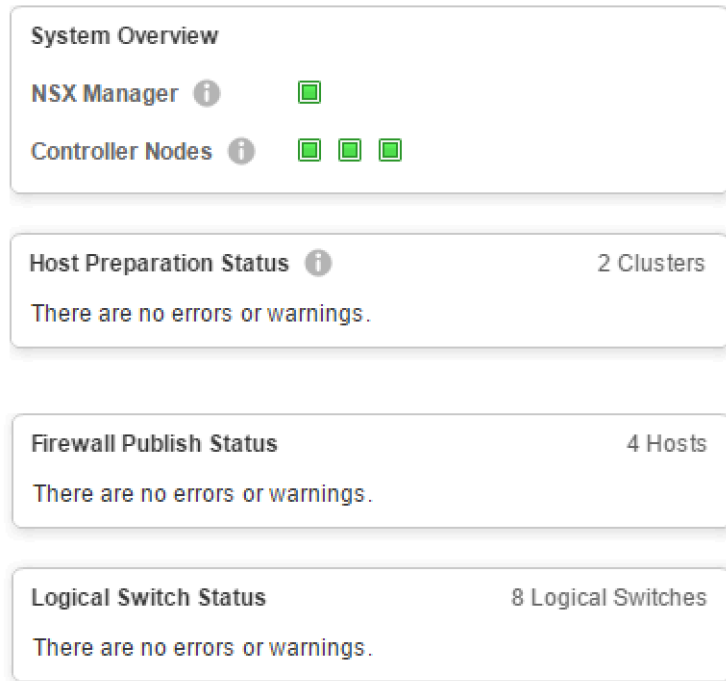 System Overview
NSX Manager
Controller Nodes
Host Preparation Status 2 Clusters
There are no errors or warnings.
Firewall Publish Status 4 Hosts
There are no errors or warnings.
Logical Switch Status 8 Logical Switches
There are no errors or warnings.